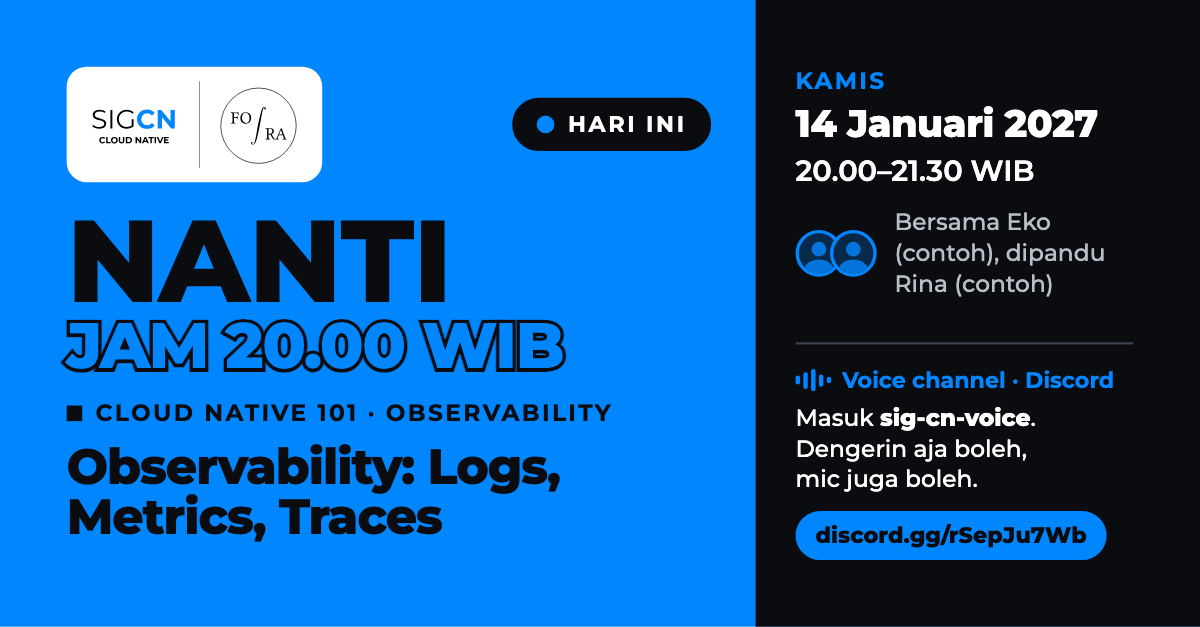 SIGCN
CLOUD NATIVE
FO∫RA
HARI INI
NANTI
JAM 20.00 WIB
■ CLOUD NATIVE 101 · OBSERVABILITY
Observability: Logs,
Metrics, Traces
KAMIS
14 Januari 2027
20.00–21.30 WIB
Bersama Eko
(contoh), dipandu
Rina (contoh)
Voice channel · Discord
Masuk sig-cn-voice.
Dengerin aja boleh,
mic juga boleh.
discord.gg/rSepJu7Wb